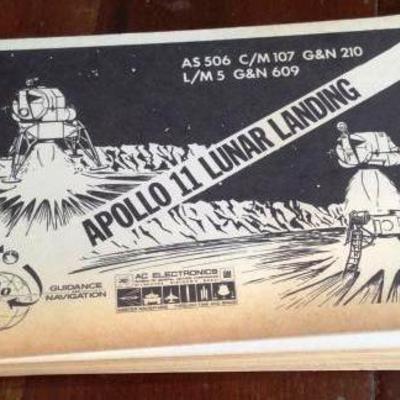 AS 506 C/M 107 G&N 210
L/M 5 G&N 609
APOLLO 11 LUNAR LANDING
GUIDANCE
NAVIGATION
AC ELECTRONICS